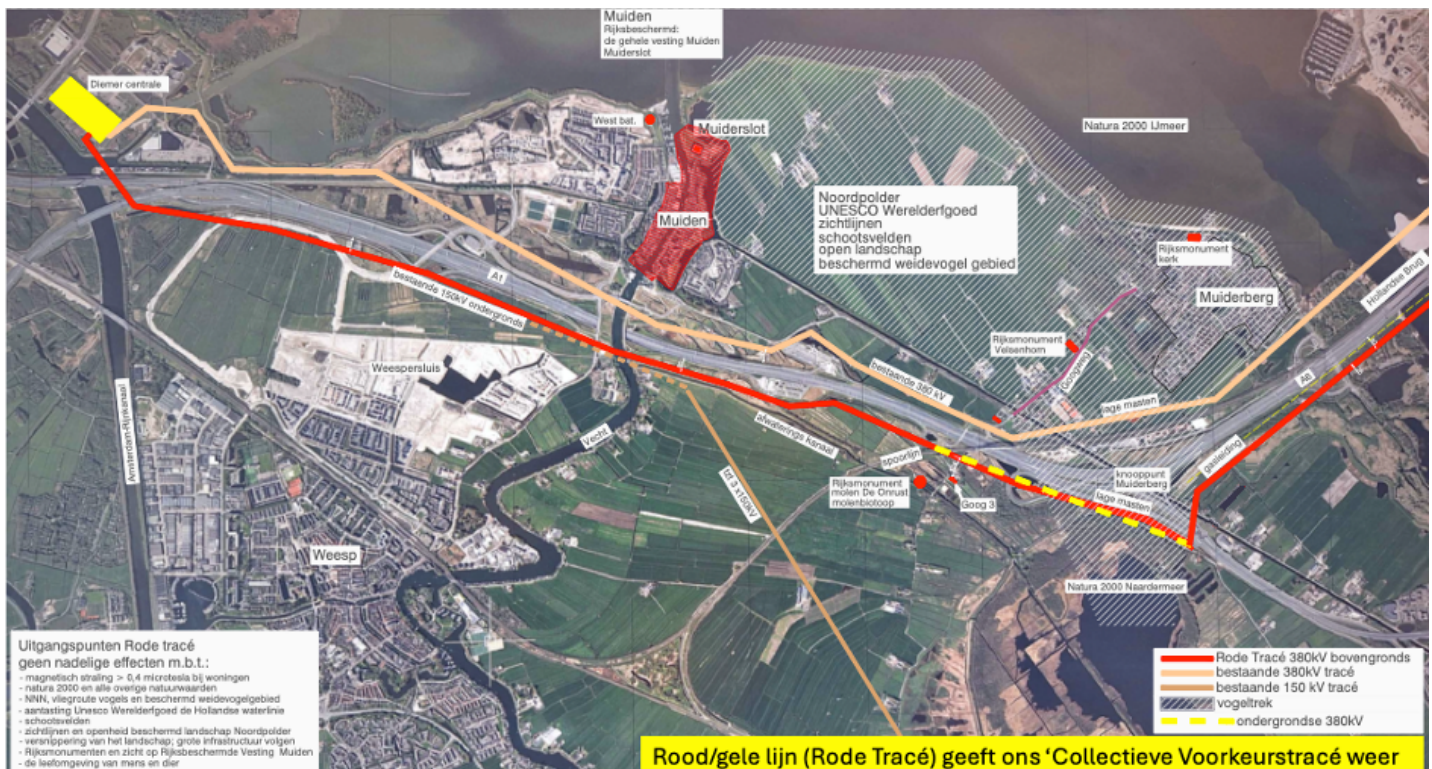 Muiden
Rijksbeschermd:
de gehele vesting Muiden
Muiderslot
Diemer centrale
West bat.
Muiderslot
Natura 2000 IJmeer
Muiden
Noordpolder
UNESCO Werelderfgoed
zichtlijnen
schootsvelden
open landschap
beschermd weidevogel gebied
Rijksmonument
kerk
Muiderberg
Hollandse Brug
A1
bestaande 150kV ondergronds
Rijksmonument
Velsenhorn
Googweg
Weespersluis
bestaande 380 kV
lage masten
A6
Amsterdam-Rijnkanaal
afwaterings kanaal
Vecht
spoorlijn
gasleiding
knooppunt
Muiderberg
lage masten
Rijksmonument
molen De Onrust
molenbiotoop
Goog 3
tzt 3 x150kV
Weesp
Natura 2000 Naardermeer
Uitgangspunten Rode tracé
geen nadelige effecten m.b.t.:
- magnetisch straling > 0,4 microtesla bij woningen
- natura 2000 en alle overige natuurwaarden
- NNN, vliegroute vogels en beschermd weidevogelgebied
- aantasting Unesco Werelderfgoed de Hollandse waterlinie
- schootsvelden
- zichtlijnen en openheid beschermd landschap Noordpolder
- versnippering van het landschap; grote infrastructuur volgen
- Rijksmonumenten en zicht op Rijksbeschermde Vesting Muiden
- de leefomgeving van mens en dier
Rode Tracé 380kV bovengronds
bestaande 380kV tracé
bestaande 150 kV tracé
vogeltrek
ondergrondse 380kV
Rood/gele lijn (Rode Tracé) geeft ons ‘Collectieve Voorkeurstracé weer